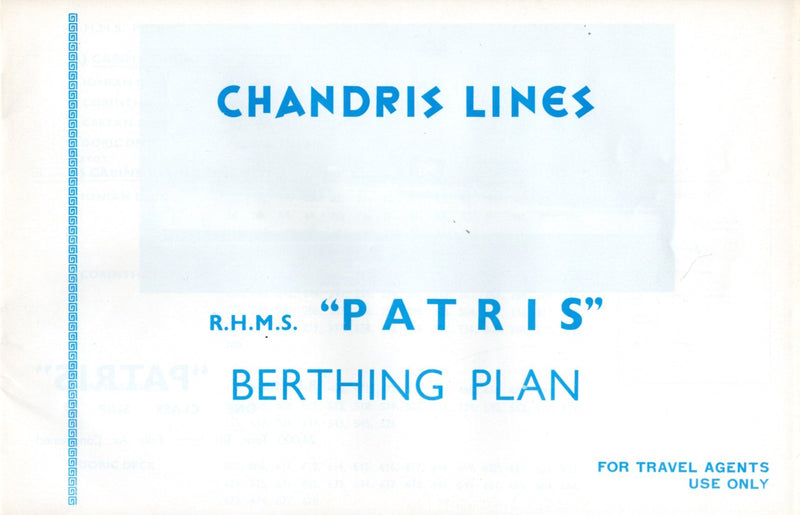 CHANDRIS LINES
R.H.M.S. "PATRIS"
BERTHING PLAN
FOR TRAVEL AGENTS
USE ONLY